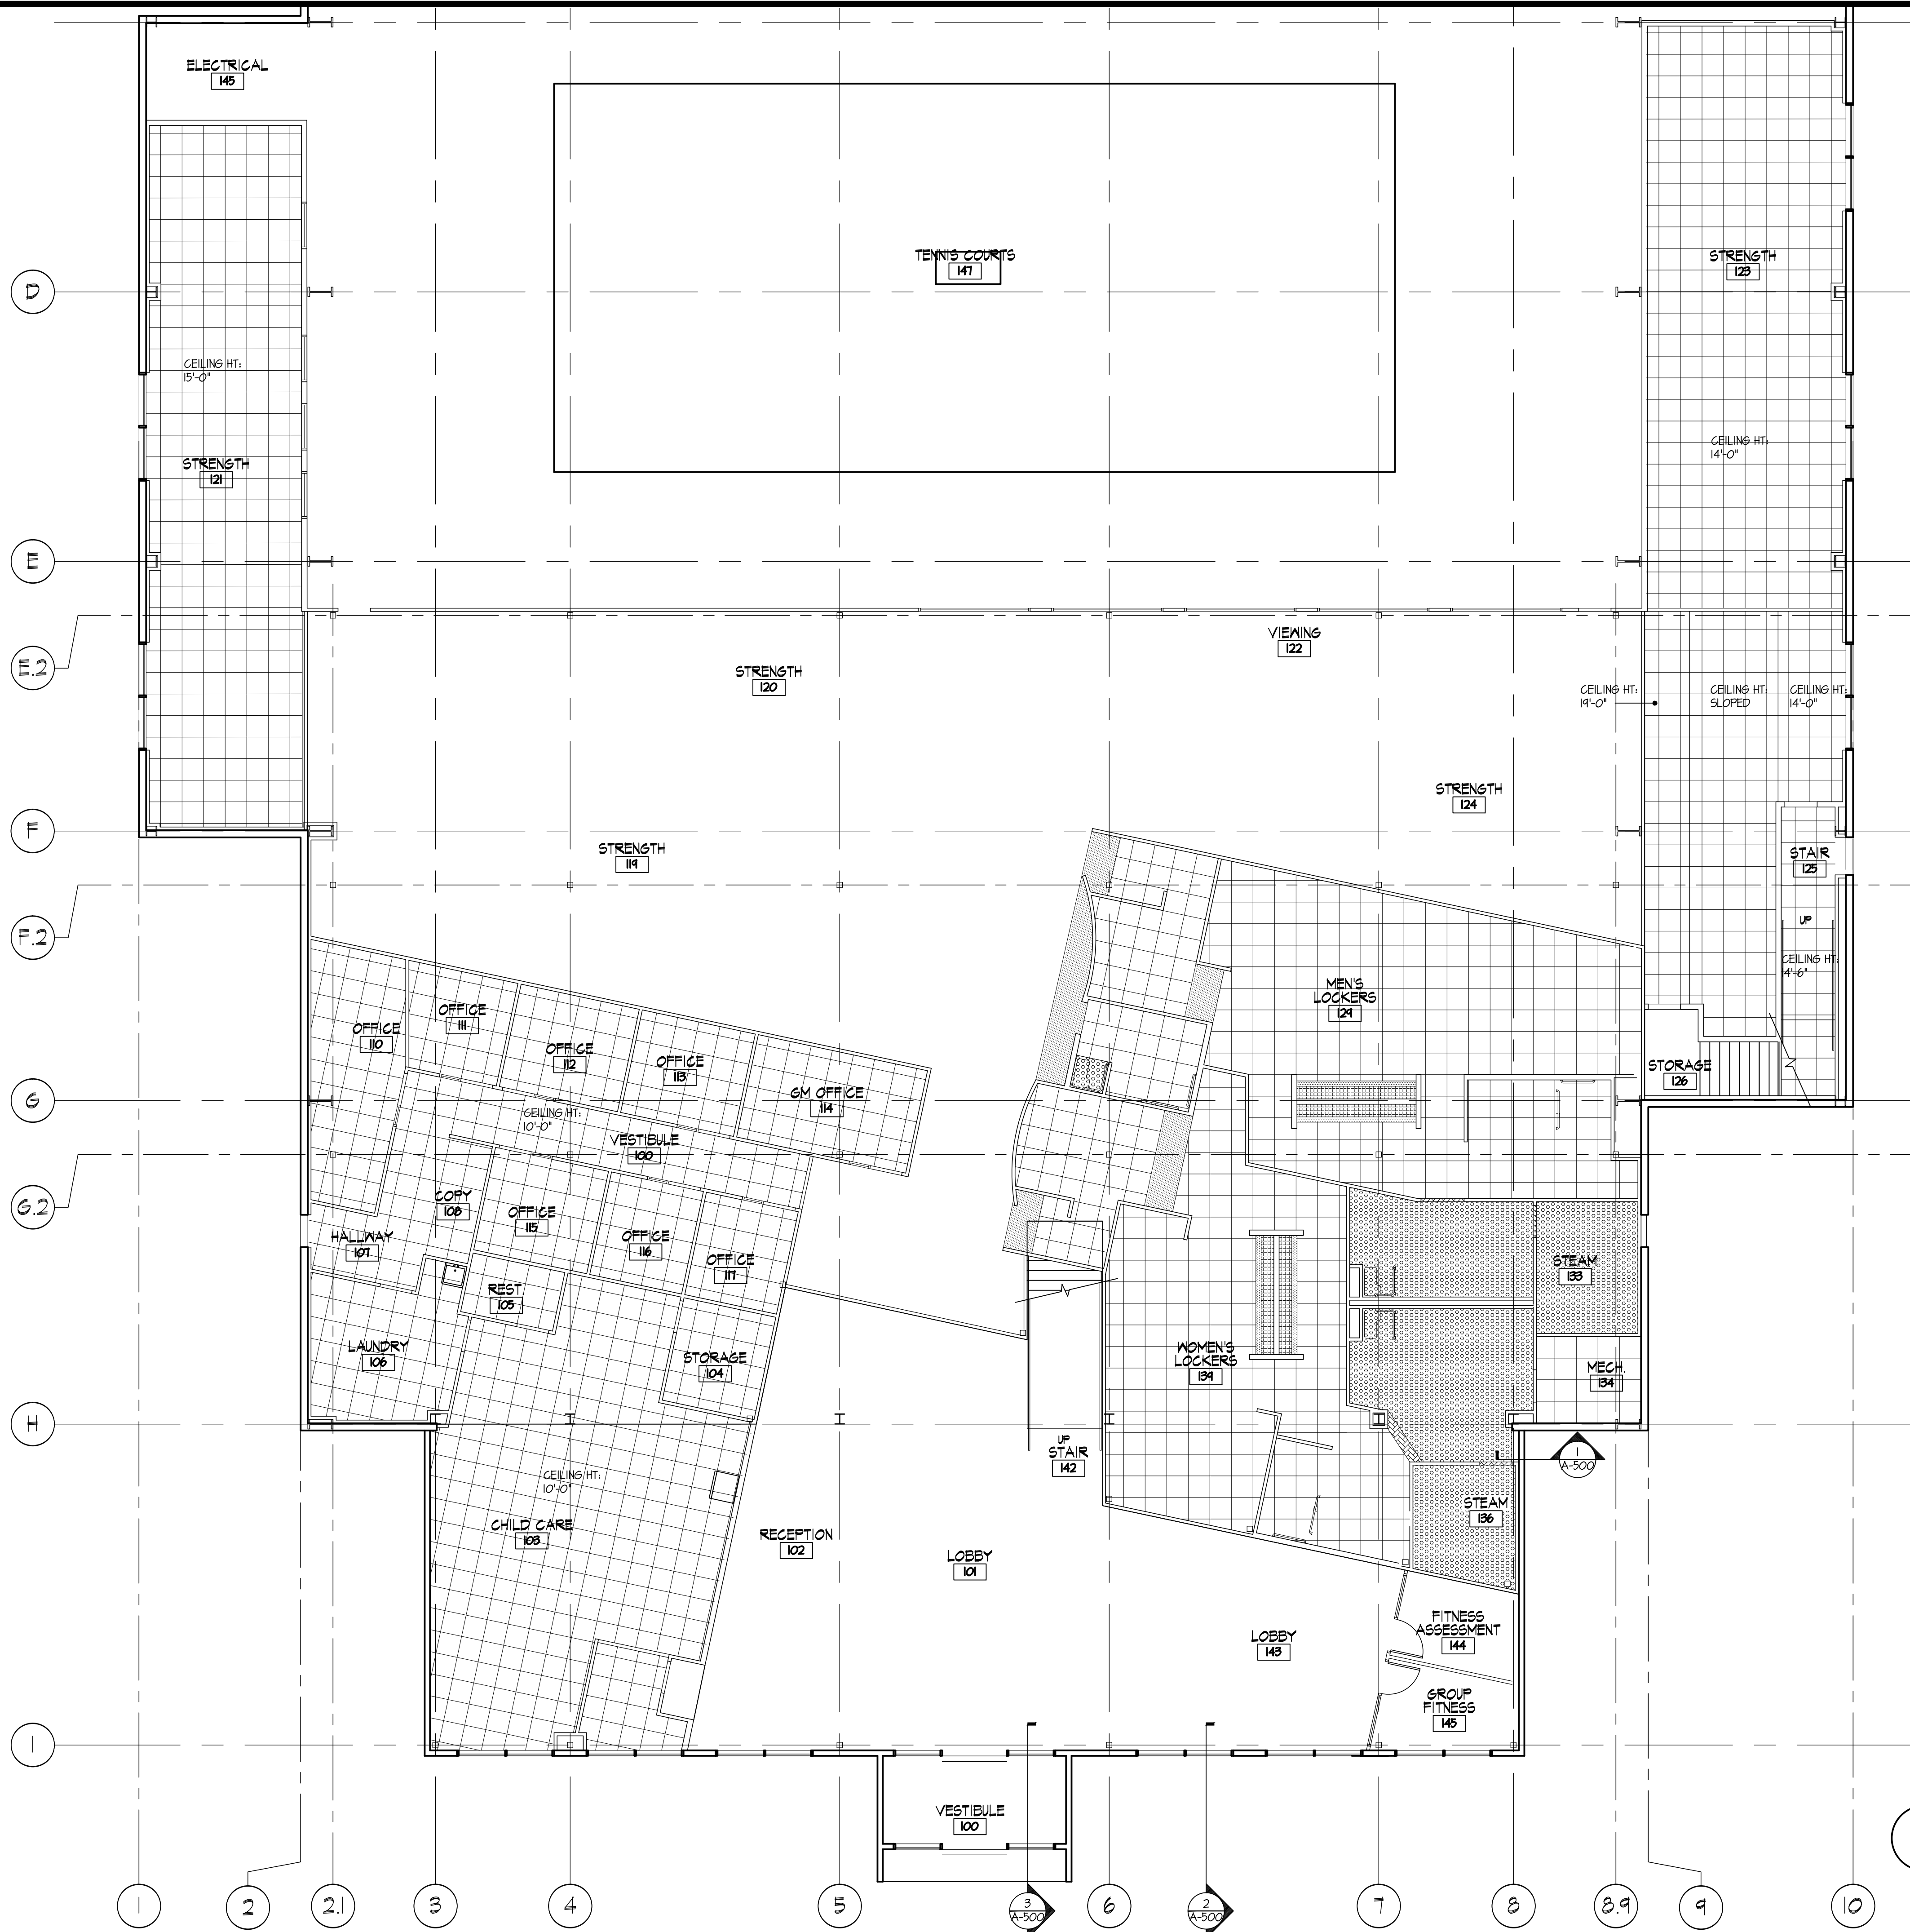 ELECTRICAL
145
TENNIS COURTS
147
STRENGTH
123
D
CEILING HT:
15'-0"
CEILING HT:
14'-0"
STRENGTH
121
E
VIEWING
122
E.2
STRENGTH
120
CEILING HT:
19'-0"
CEILING HT:
SLOPED
CEILING HT:
14'-0"
STRENGTH
124
F
STRENGTH
119
STAIR
125
UP
F.2
CEILING HT:
14'-6"
MEN'S
LOCKERS
129
OFFICE
111
OFFICE
110
OFFICE
112
OFFICE
113
GM OFFICE
114
STORAGE
126
G
CEILING HT:
10'-0"
VESTIBULE
100
G.2
COPY
108
OFFICE
115
OFFICE
116
OFFICE
117
HALLWAY
107
STEAM
133
REST.
105
LAUNDRY
106
STORAGE
104
WOMEN'S
LOCKERS
139
MECH.
134
H
UP
STAIR
142
1
A-500
CEILING HT:
10'-0"
STEAM
136
CHILD CARE
103
RECEPTION
102
LOBBY
101
FITNESS
ASSESSMENT
144
LOBBY
143
GROUP
FITNESS
145
I
VESTIBULE
100
1
2
2.1
3
4
5
3
A-500
6
2
A-500
7
8
8.9
9
10